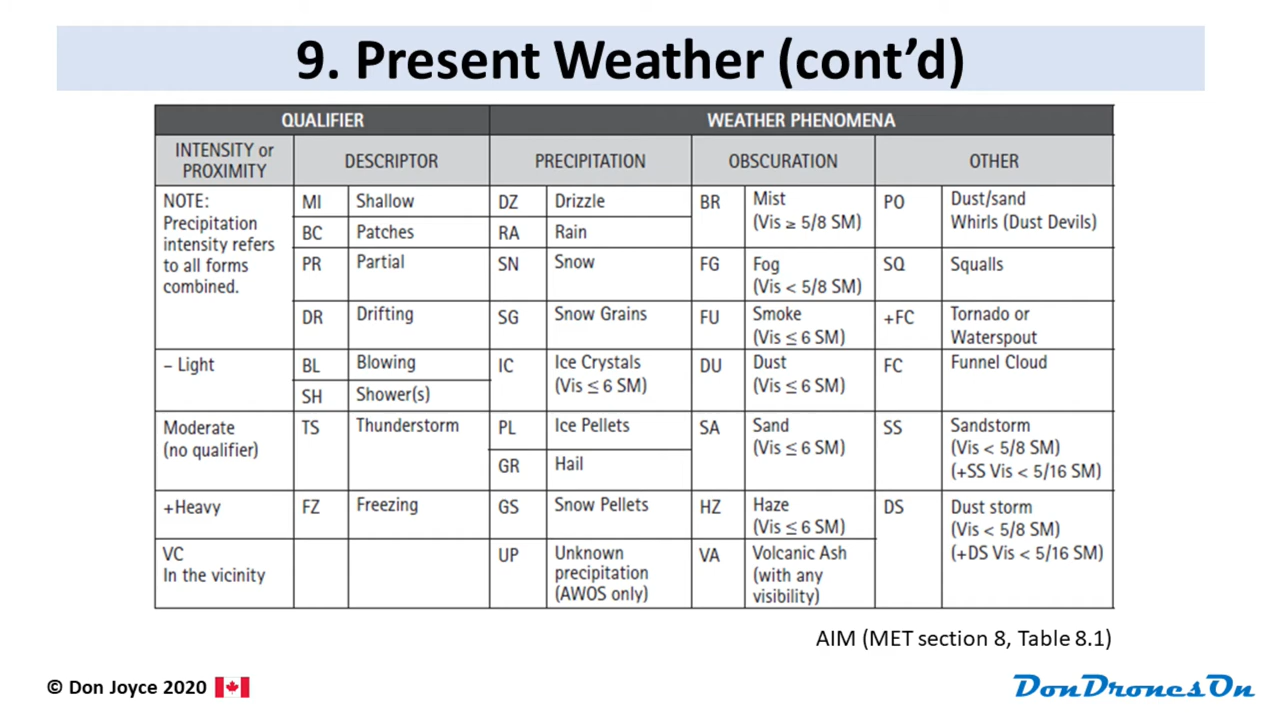 9. Present Weather (cont’d)
QUALIFIER
WEATHER PHENOMENA
INTENSITY or
PROXIMITY
DESCRIPTOR
PRECIPITATION
OBSCURATION
OTHER
NOTE:
Precipitation
intensity refers
to all forms
combined.
MI Shallow
DZ Drizzle
BR Mist
(Vis ≥ 5/8 SM)
PO Dust/sand
Whirls (Dust Devils)
BC Patches
RA Rain
PR Partial
SN Snow
FG Fog
(Vis < 5/8 SM)
SQ Squalls
DR Drifting
SG Snow Grains
FU Smoke
(Vis ≤ 6 SM)
+FC Tornado or
Waterspout
– Light
BL Blowing
IC Ice Crystals
(Vis ≤ 6 SM)
DU Dust
(Vis ≤ 6 SM)
FC Funnel Cloud
SH Shower(s)
Moderate
(no qualifier)
TS Thunderstorm
PL Ice Pellets
SA Sand
(Vis ≤ 6 SM)
SS Sandstorm
(Vis < 5/8 SM)
(+SS Vis < 5/16 SM)
GR Hail
+Heavy
FZ Freezing
GS Snow Pellets
HZ Haze
(Vis ≤ 6 SM)
DS Dust storm
(Vis < 5/8 SM)
(+DS Vis < 5/16 SM)
VC
In the vicinity
UP Unknown
precipitation
(AWOS only)
VA Volcanic Ash
(with any
visibility)
AIM (MET section 8, Table 8.1)
© Don Joyce 2020
DonDronesOn